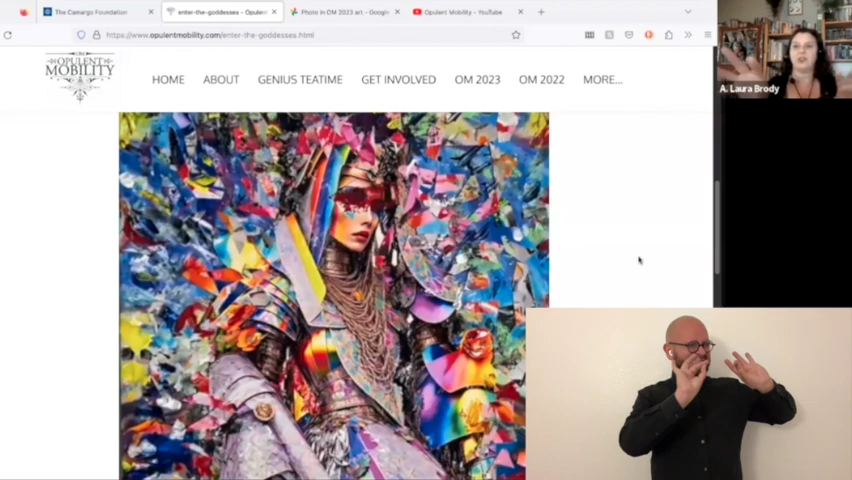 The Camargo Foundation
enter-the-goddesses - Opulent
Photo in OM 2023 art - Google
Opulent Mobility - YouTube
https://www.opulentmobility.com/enter-the-goddesses.html
OPULENT
MOBILITY
HOME
ABOUT
GENIUS TEATIME
GET INVOLVED
OM 2023
OM 2022
MORE...
A. Laura Brody